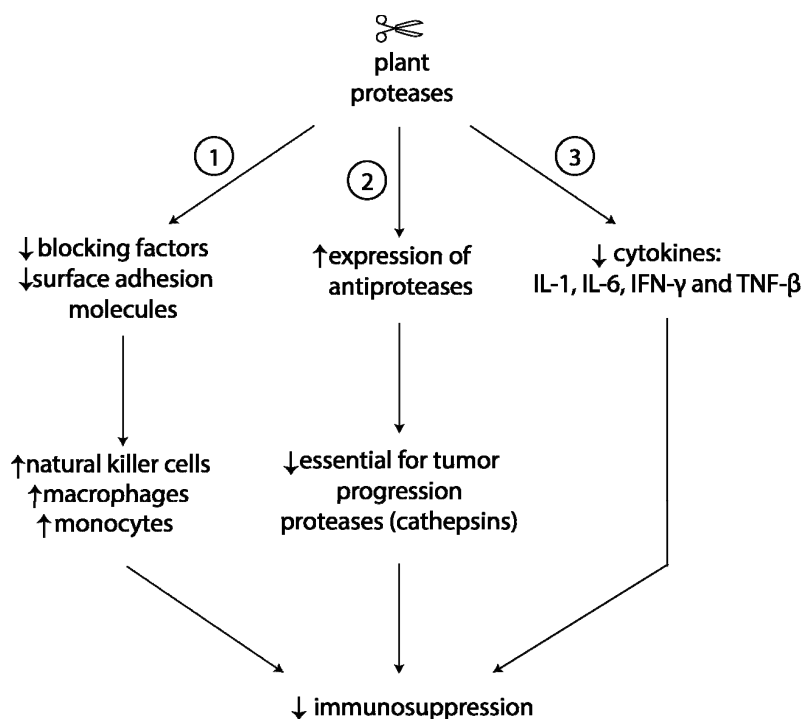 plant
proteases
1
2
3
↓ blocking factors
↓surface adhesion
molecules
↑expression of
antiproteases
↓ cytokines:
IL-1, IL-6, IFN-γ and TNF-β
↑natural killer cells
↑macrophages
↑monocytes
↓essential for tumor
progression
proteases (cathepsins)
↓ immunosuppression